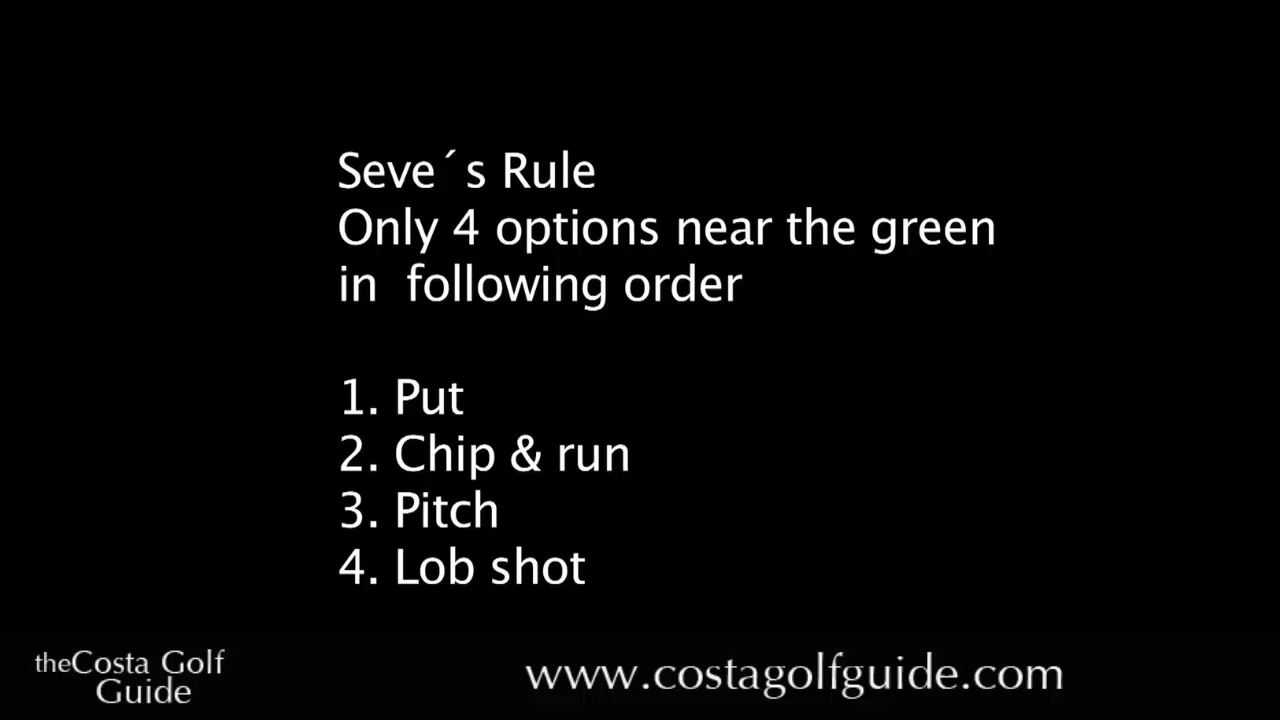 Seve´s Rule
Only 4 options near the green
in following order
1. Put
2. Chip & run
3. Pitch
4. Lob shot
theCosta Golf
Guide
www.costagolfguide.com